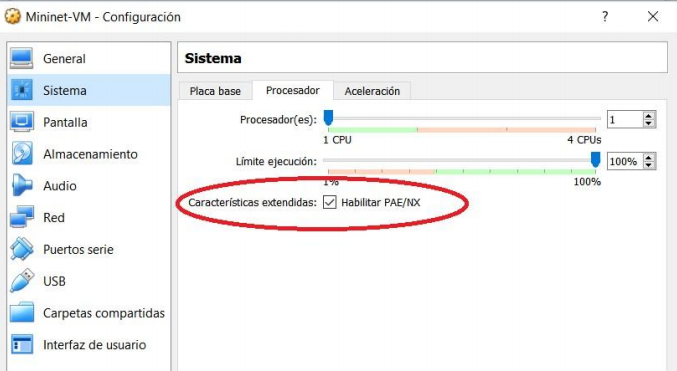 Mininet-VM - Configuración
?
General
Sistema
Pantalla
Almacenamiento
Audio
Red
Puertos serie
USB
Carpetas compartidas
Interfaz de usuario
Sistema
Placa base Procesador Aceleración
Procesador(es): 1
1 CPU 4 CPUs
Límite ejecución: 100%
1% 100%
Características extendidas: Habilitar PAE/NX